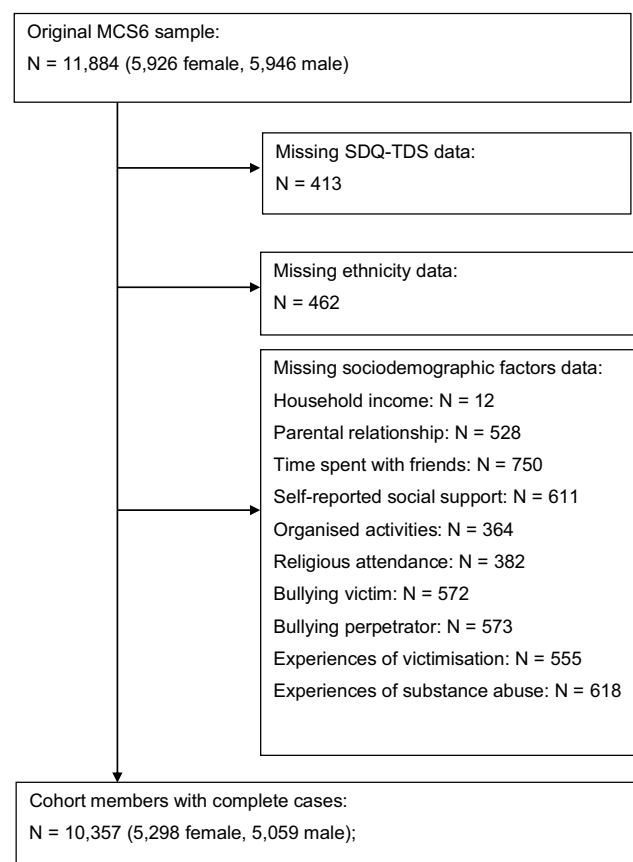 Original MCS6 sample:
N = 11,884 (5,926 female, 5,946 male)
Missing SDQ-TDS data:
N = 413
Missing ethnicity data:
N = 462
Missing sociodemographic factors data:
Household income: N = 12
Parental relationship: N = 528
Time spent with friends: N = 750
Self-reported social support: N = 611
Organised activities: N = 364
Religious attendance: N = 382
Bullying victim: N = 572
Bullying perpetrator: N = 573
Experiences of victimisation: N = 555
Experiences of substance abuse: N = 618
Cohort members with complete cases:
N = 10,357 (5,298 female, 5,059 male);